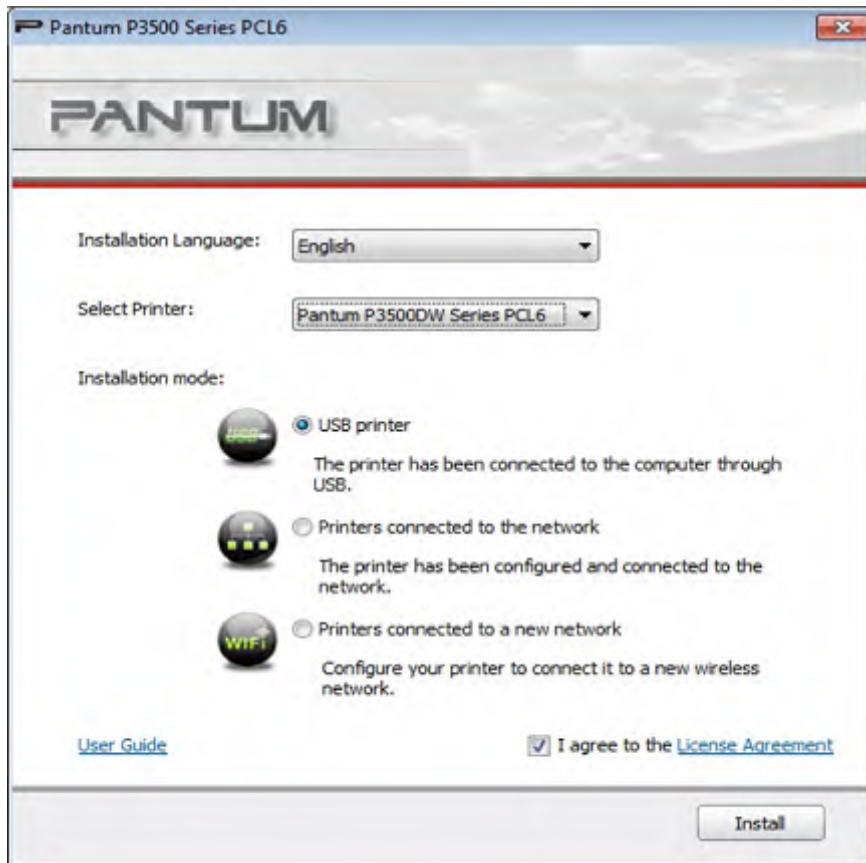 Pantum P3500 Series PCL6
PANTUM
Installation Language:
English
Select Printer:
Pantum P3500DW Series PCL6
Installation mode:
USB
USB printer
The printer has been connected to the computer through
USB.
Printers connected to the network
The printer has been configured and connected to the
network.
WiFi
Printers connected to a new network
Configure your printer to connect it to a new wireless
network.
User Guide
I agree to the License Agreement
Install